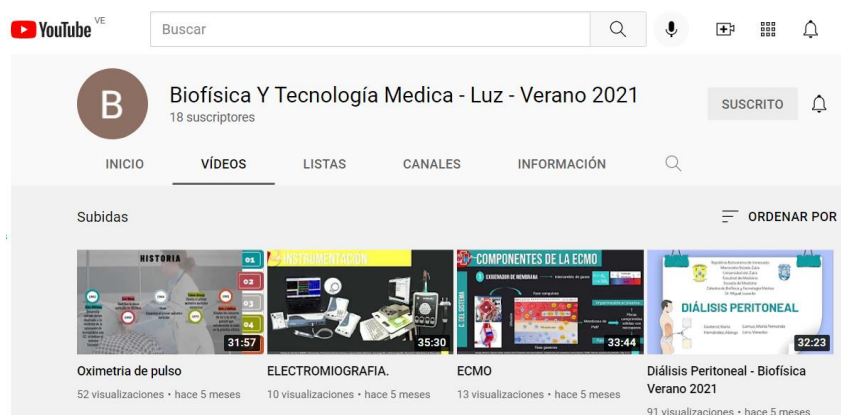 YouTube VE
Buscar
B
Biofísica Y Tecnología Medica - Luz - Verano 2021
18 suscriptores
SUSCRITO
INICIO VÍDEOS LISTAS CANALES INFORMACIÓN
Subidas
ORDENAR POR
HISTORIA
01
02
03
04
31:57
INSTRUMENTACIÓN
35:30
COMPONENTES DE LA ECMO
33:44
DIÁLISIS PERITONEAL
32:23
Oximetria de pulso
52 visualizaciones • hace 5 meses
ELECTROMIOGRAFIA.
10 visualizaciones • hace 5 meses
ECMO
13 visualizaciones • hace 5 meses
Diálisis Peritoneal - Biofísica
Verano 2021
91 visualizaciones • hace 5 meses